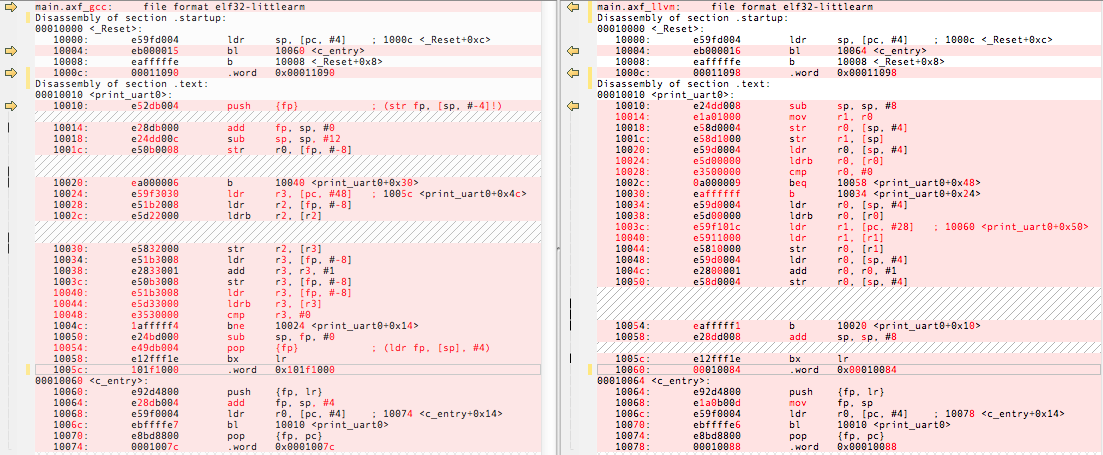 main.axf_gcc:     file format elf32-littlearm
Disassembly of section .startup:
00010000 <_Reset>:
10000:  e59fd004  ldr  sp, [pc, #4]  ; 1000c <_Reset+0xc>
10004:  eb000015  bl  10060 <c_entry>
10008:  eafffffe  b  10008 <_Reset+0x8>
1000c:  00011090  .word  0x00011090
Disassembly of section .text:
00010010 <print_uart0>:
10010:  e52db004  push  {fp}  ; (str fp, [sp, #-4]!)
10014:  e28db000  add  fp, sp, #0
10018:  e24dd00c  sub  sp, sp, #12
1001c:  e50b0008  str  r0, [fp, #-8]
10020:  ea000006  b  10040 <print_uart0+0x30>
10024:  e59f3030  ldr  r3, [pc, #48]  ; 1005c <print_uart0+0x4c>
10028:  e51b2008  ldr  r2, [fp, #-8]
1002c:  e5d22000  ldrb  r2, [r2]
10030:  e5832000  str  r2, [r3]
10034:  e51b3008  ldr  r3, [fp, #-8]
10038:  e2833001  add  r3, r3, #1
1003c:  e50b3008  str  r3, [fp, #-8]
10040:  e51b3008  ldr  r3, [fp, #-8]
10044:  e5d33000  ldrb  r3, [r3]
10048:  e3530000  cmp  r3, #0
1004c:  1afffff4  bne  10024 <print_uart0+0x14>
10050:  e24bd000  sub  sp, fp, #0
10054:  e49db004  pop  {fp}  ; (ldr fp, [sp], #4)
10058:  e12fff1e  bx  lr
1005c:  101f1000  .word  0x101f1000
00010060 <c_entry>:
10060:  e92d4800  push  {fp, lr}
10064:  e28db004  add  fp, sp, #4
10068:  e59f0004  ldr  r0, [pc, #4]  ; 10074 <c_entry+0x14>
1006c:  ebffffe7  bl  10010 <print_uart0>
10070:  e8bd8800  pop  {fp, pc}
10074:  0001007c  .word  0x0001007c
main.axf_llvm:     file format elf32-littlearm
Disassembly of section .startup:
00010000 <_Reset>:
10000:  e59fd004  ldr  sp, [pc, #4]  ; 1000c <_Reset+0xc>
10004:  eb000016  bl  10064 <c_entry>
10008:  eafffffe  b  10008 <_Reset+0x8>
1000c:  00011098  .word  0x00011098
Disassembly of section .text:
00010010 <print_uart0>:
10010:  e24dd008  sub  sp, sp, #8
10014:  e1a01000  mov  r1, r0
10018:  e58d0004  str  r0, [sp, #4]
1001c:  e58d1000  str  r1, [sp]
10020:  e59d0004  ldr  r0, [sp, #4]
10024:  e5d00000  ldrb  r0, [r0]
10028:  e3500000  cmp  r0, #0
1002c:  0a000009  beq  10058 <print_uart0+0x48>
10030:  eaffffff  b  10034 <print_uart0+0x24>
10034:  e59d0004  ldr  r0, [sp, #4]
10038:  e5d00000  ldrb  r0, [r0]
1003c:  e59f101c  ldr  r1, [pc, #28]  ; 10060 <print_uart0+0x50>
10040:  e5911000  ldr  r1, [r1]
10044:  e5810000  str  r0, [r1]
10048:  e59d0004  ldr  r0, [sp, #4]
1004c:  e2800001  add  r0, r0, #1
10050:  e58d0004  str  r0, [sp, #4]
10054:  eafffff1  b  10020 <print_uart0+0x10>
10058:  e28dd008  add  sp, sp, #8
1005c:  e12fff1e  bx  lr
10060:  00010084  .word  0x00010084
00010064 <c_entry>:
10064:  e92d4800  push  {fp, lr}
10068:  e1a0b00d  mov  fp, sp
1006c:  e59f0004  ldr  r0, [pc, #4]  ; 10078 <c_entry+0x14>
10070:  ebffffe6  bl  10010 <print_uart0>
10074:  e8bd8800  pop  {fp, pc}
10078:  00010088  .word  0x00010088